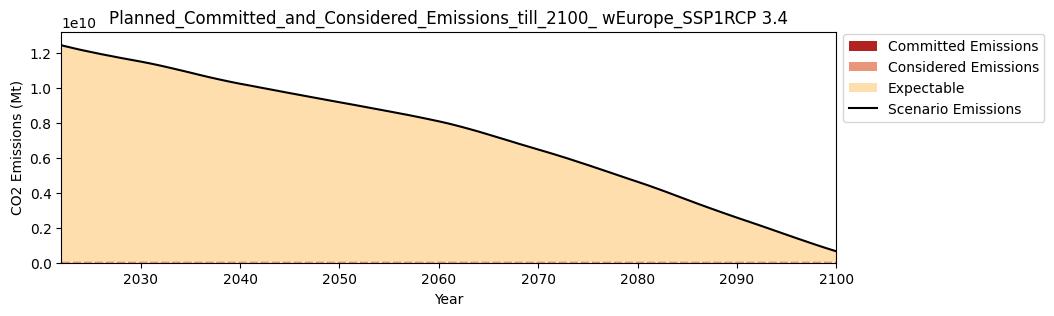 Planned_Committed_and_Considered_Emissions_till_2100_ wEurope_SSP1RCP 3.4
1e10
1.2
1.0
0.8
0.6
0.4
0.2
0.0
CO2 Emissions (Mt)
2030 2040 2050 2060 2070 2080 2090 2100
Year
Committed Emissions
Considered Emissions
Expectable
Scenario Emissions